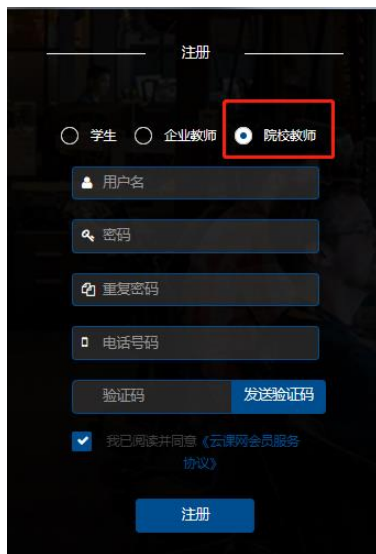 注册
学生 企业教师 院校教师
用户名
密码
重复密码
电话号码
验证码 发送验证码
我已阅读并同意《云课网会员服务
协议》
注册